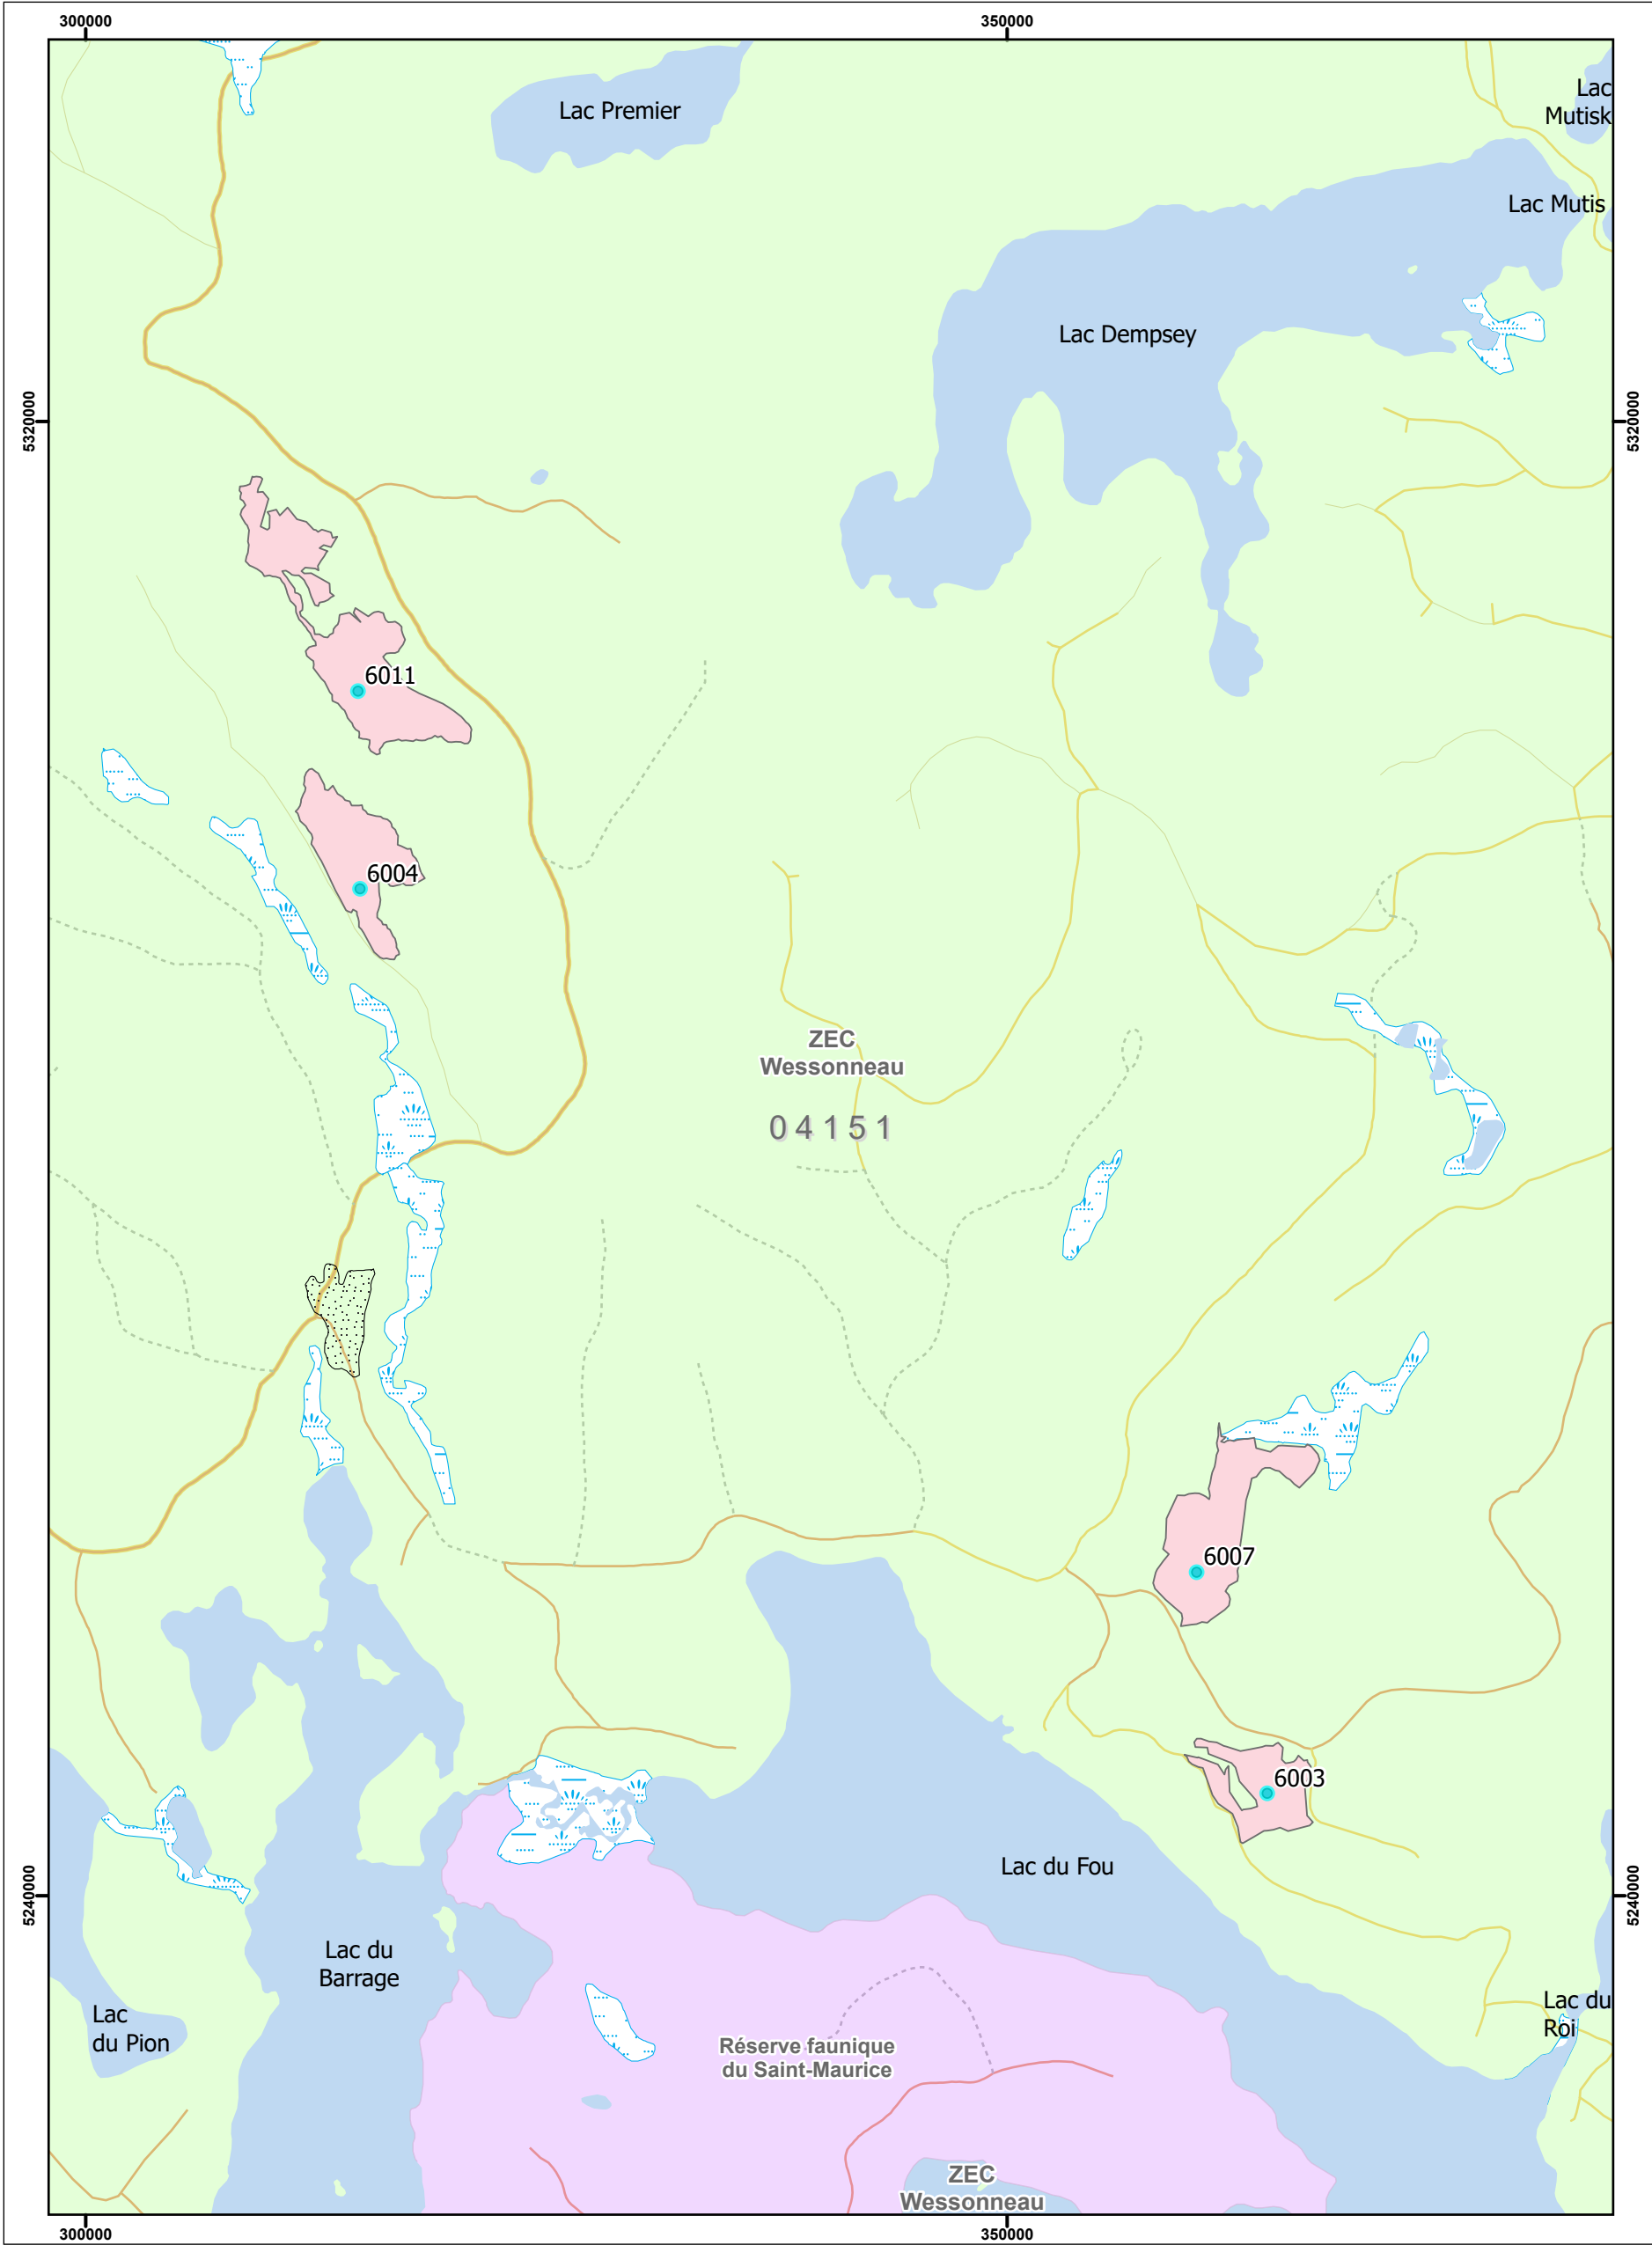 300000
350000
Lac Premier
Lac
Mutisk
Lac Mutis
Lac Dempsey
5320000
5320000
6011
6004
ZEC
Wessonneau
04151
6007
6003
Lac du Fou
5240000
5240000
Lac du
Barrage
Lac
du Pion
Lac du
Roi
Réserve faunique
du Saint-Maurice
ZEC
Wessonneau
300000
350000